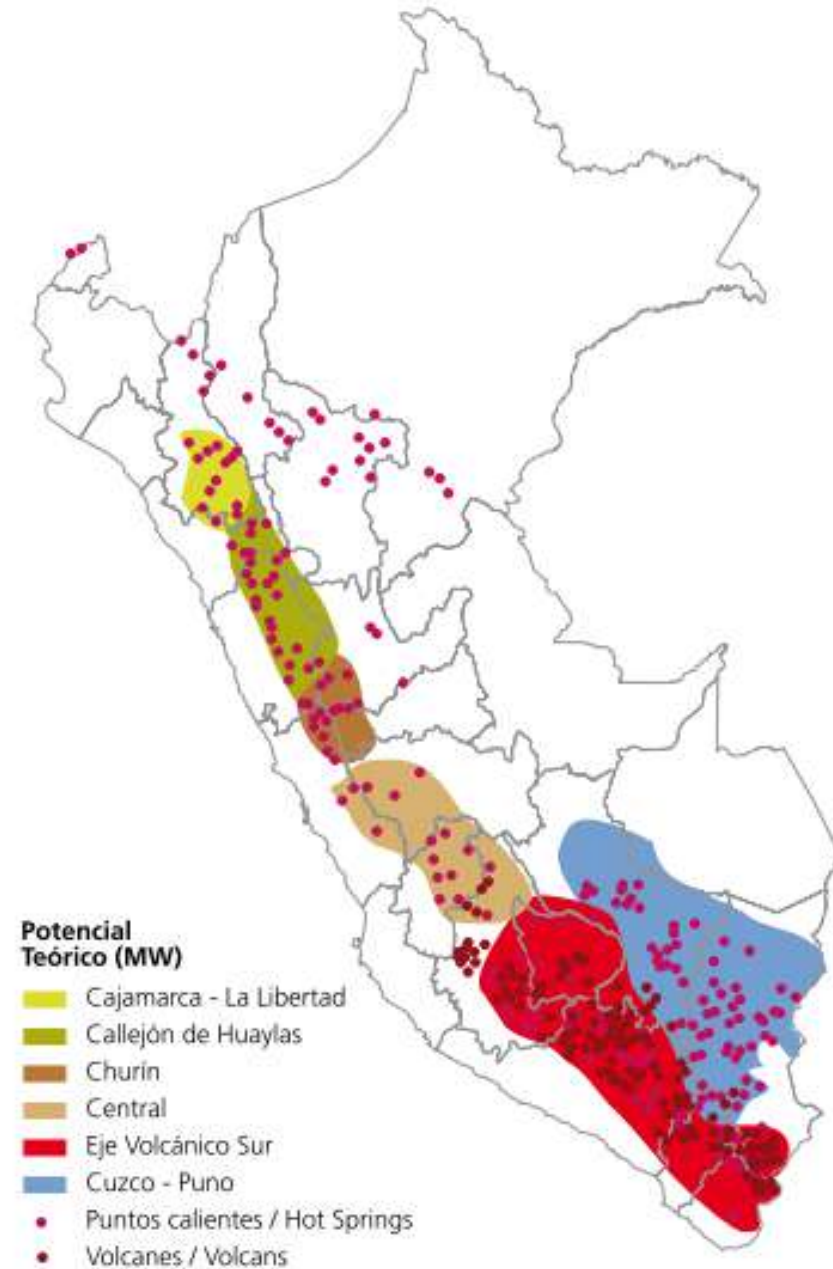 Potencial
Teórico (MW)
Cajamarca - La Libertad
Callejón de Huaylas
Churín
Central
Eje Volcánico Sur
Cuzco - Puno
Puntos calientes / Hot Springs
Volcanes / Volcans